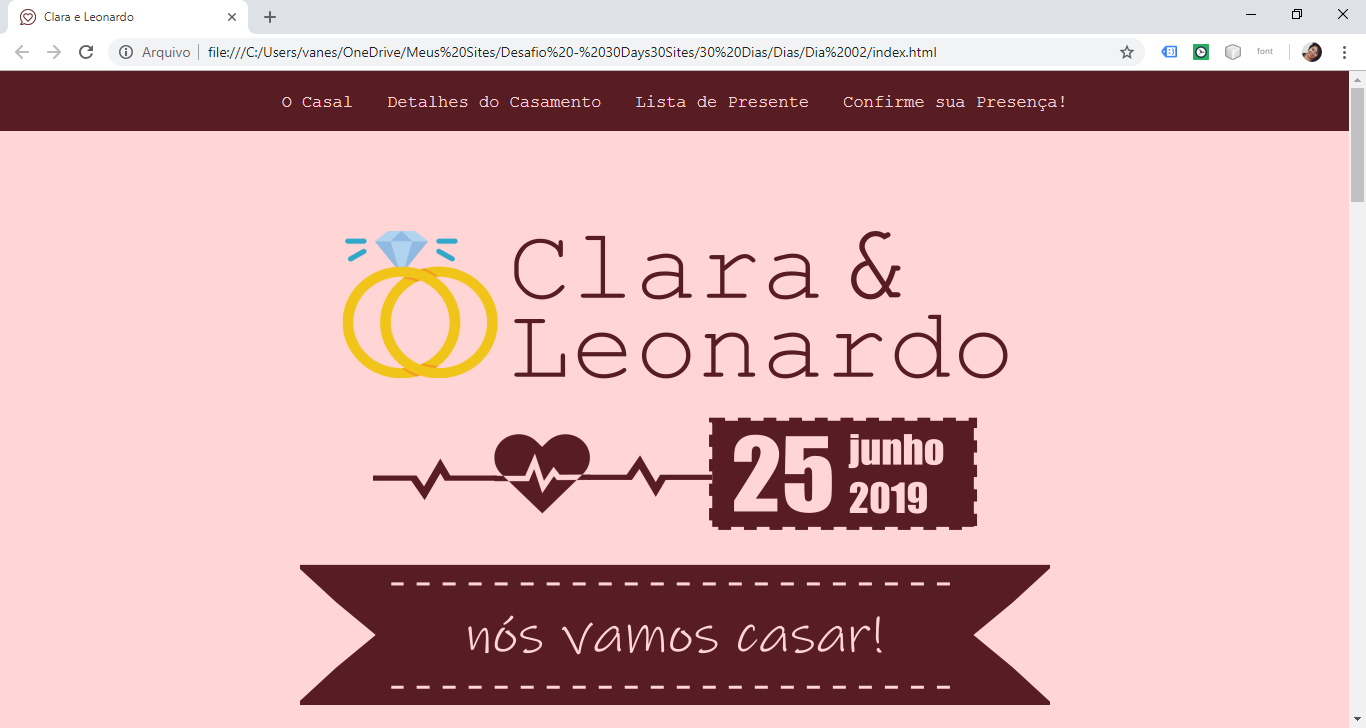 Clara e Leonardo
Arquivo file:///C:/Users/vanes/OneDrive/Meus%20Sites/Desafio%20-%2030Days30Sites/30%20Dias/Dias/Dia%2002/index.html font
O Casal Detalhes do Casamento Lista de Presente Confirme sua Presença!
Clara &
Leonardo
25 junho
2019
nós vamos casar!